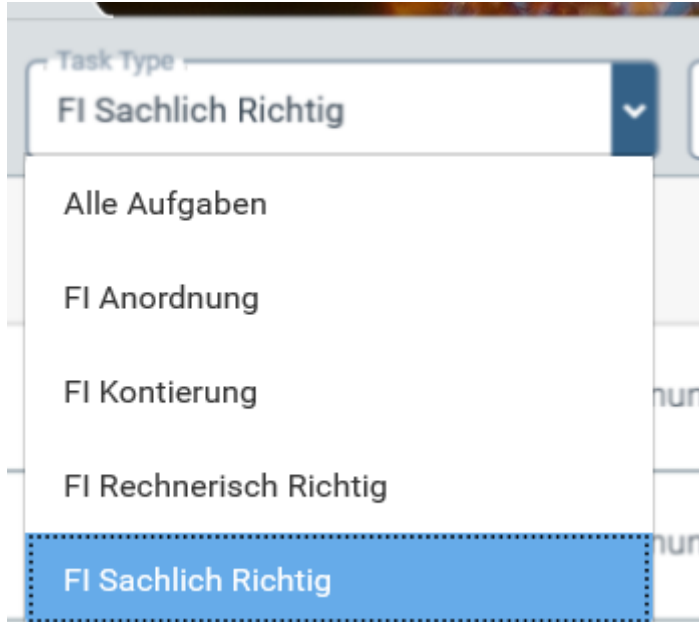 Task Type
FI Sachlich Richtig
Alle Aufgaben
FI Anordnung
FI Kontierung
FI Rechnerisch Richtig
FI Sachlich Richtig